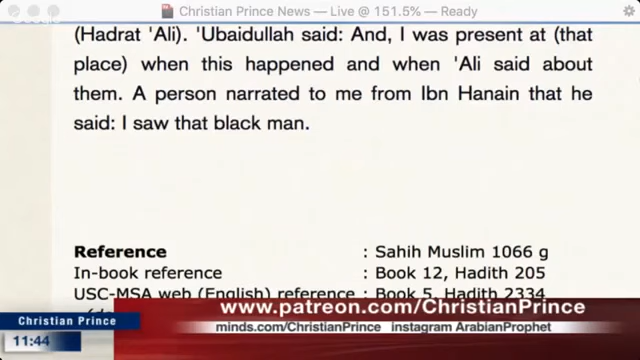 Christian Prince News — Live @ 151.5% — Ready
(Hadrat 'Ali). 'Ubaidullah said: And, I was present at (that
place) when this happened and when 'Ali said about
them. A person narrated to me from Ibn Hanain that he
said: I saw that black man.
Reference : Sahih Muslim 1066 g
In-book reference : Book 12, Hadith 205
USC-MSA web (English) reference : Book 5, Hadith 2334
www.patreon.com/ChristianPrince
Christian Prince
minds.com/ChristianPrince instagram ArabianProphet
11:44